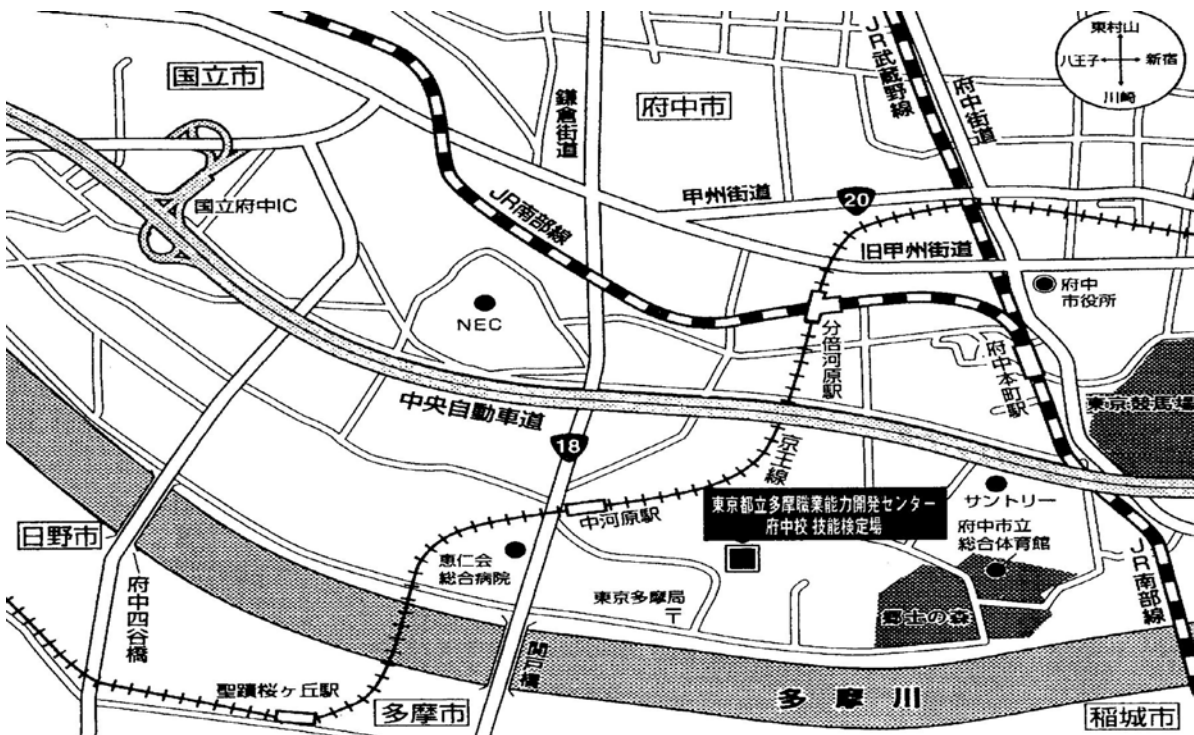 東村山
八王子
新宿
川崎
国立市
府中市
鎌倉街道
JR武蔵野線
府中街道
甲州街道
20
国立府中IC
JR南部線
旧甲州街道
府中
市役所
NEC
分倍河原駅
府中本町駅
東京競馬場
中央自動車道
18
京王線
東京都立多摩職業能力開発センター
府中校 技能検定場
サントリー
中河原駅
府中市立
総合体育館
日野市
恵仁会
総合病院
JR南部線
府中四谷橋
東京多摩局
〒
郷土の森
関戸橋
聖蹟桜ヶ丘駅
多摩市
多摩川
稲城市